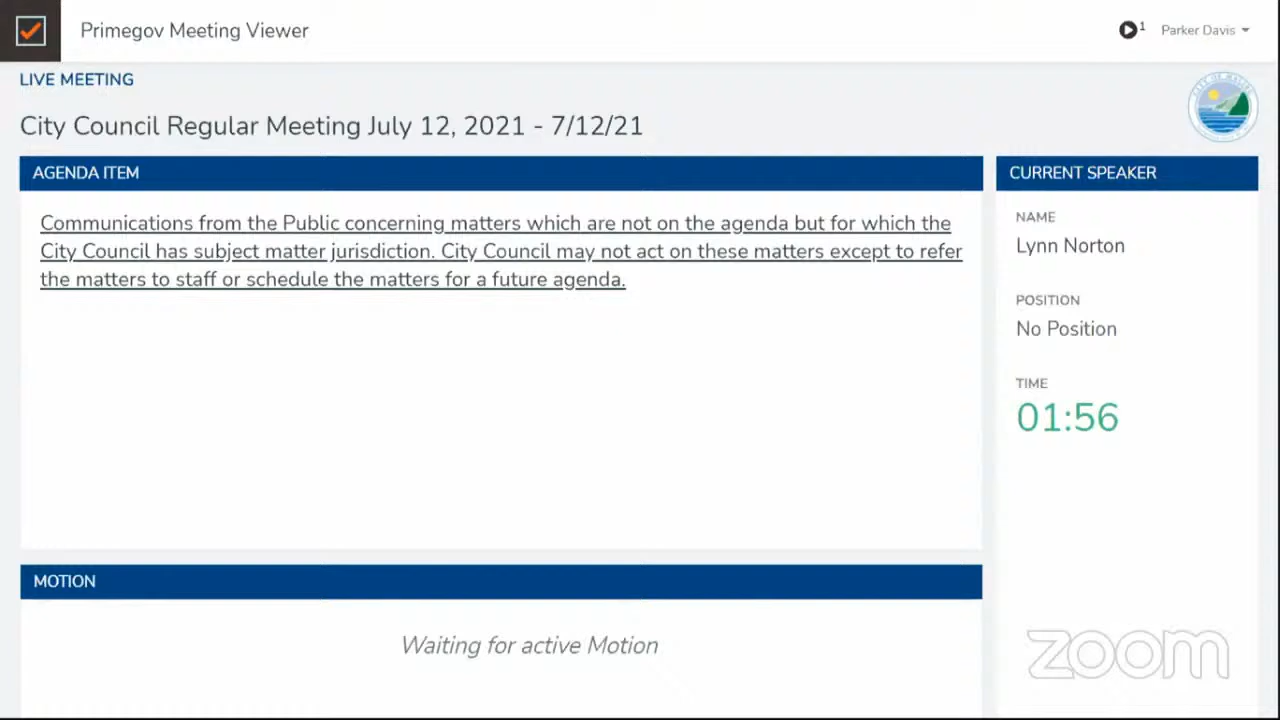 Primegov Meeting Viewer
1
Parker Davis
LIVE MEETING
City Council Regular Meeting July 12, 2021 - 7/12/21
AGENDA ITEM
Communications from the Public concerning matters which are not on the agenda but for which the
City Council has subject matter jurisdiction. City Council may not act on these matters except to refer
the matters to staff or schedule the matters for a future agenda.
CURRENT SPEAKER
NAME
Lynn Norton
POSITION
No Position
TIME
01:56
MOTION
Waiting for active Motion
zoom